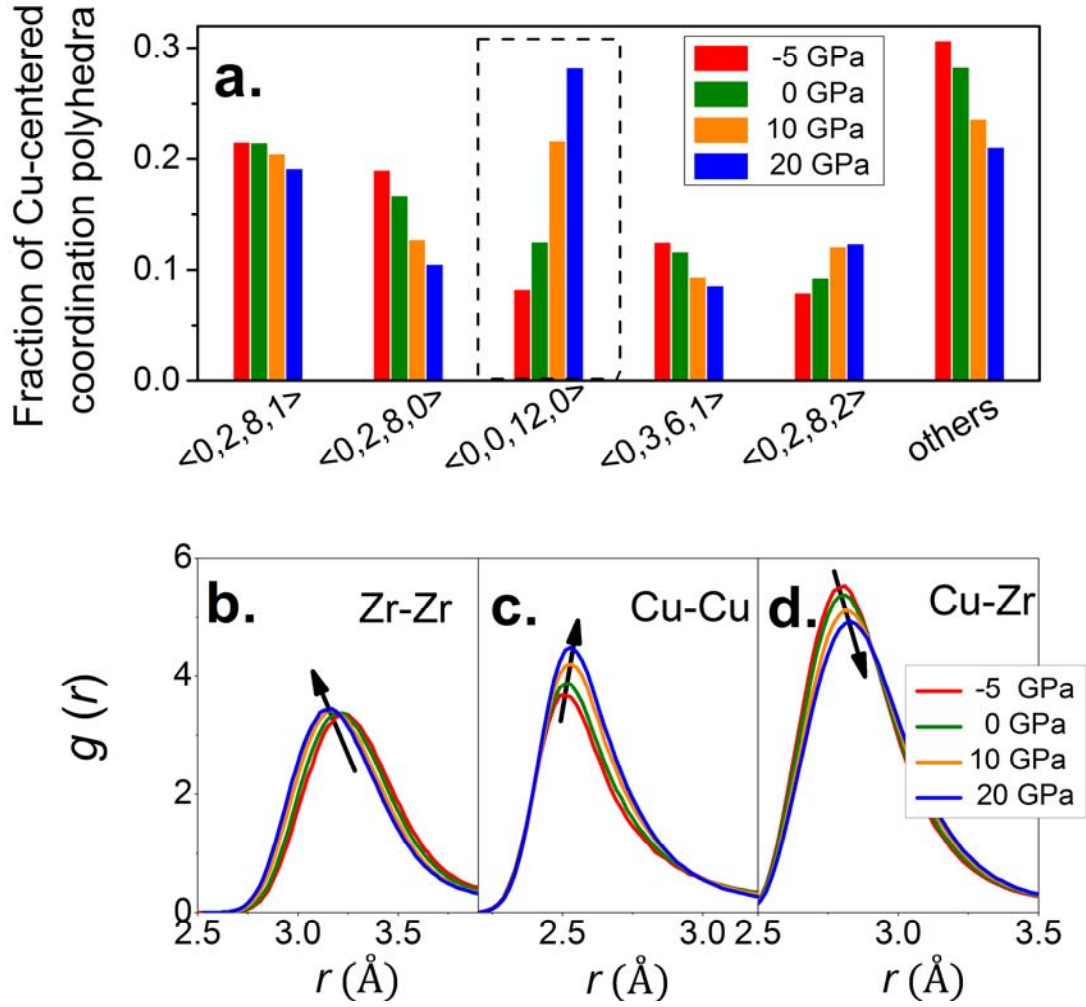 Fraction of Cu-centered
coordination polyhedra
0.3
0.2
0.1
0.0
a.
-5 GPa
0 GPa
10 GPa
20 GPa
<0,2,8,1>
<0,2,8,0>
<0,0,12,0>
<0,3,6,1>
<0,2,8,2>
others
g (r)
6
4
2
0
b.
Zr-Zr
c.
Cu-Cu
d.
Cu-Zr
-5 GPa
0 GPa
10 GPa
20 GPa
2.5
3.0
3.5
2.5
3.0
2.5
3.0
3.5
r (Å)
r (Å)
r (Å)